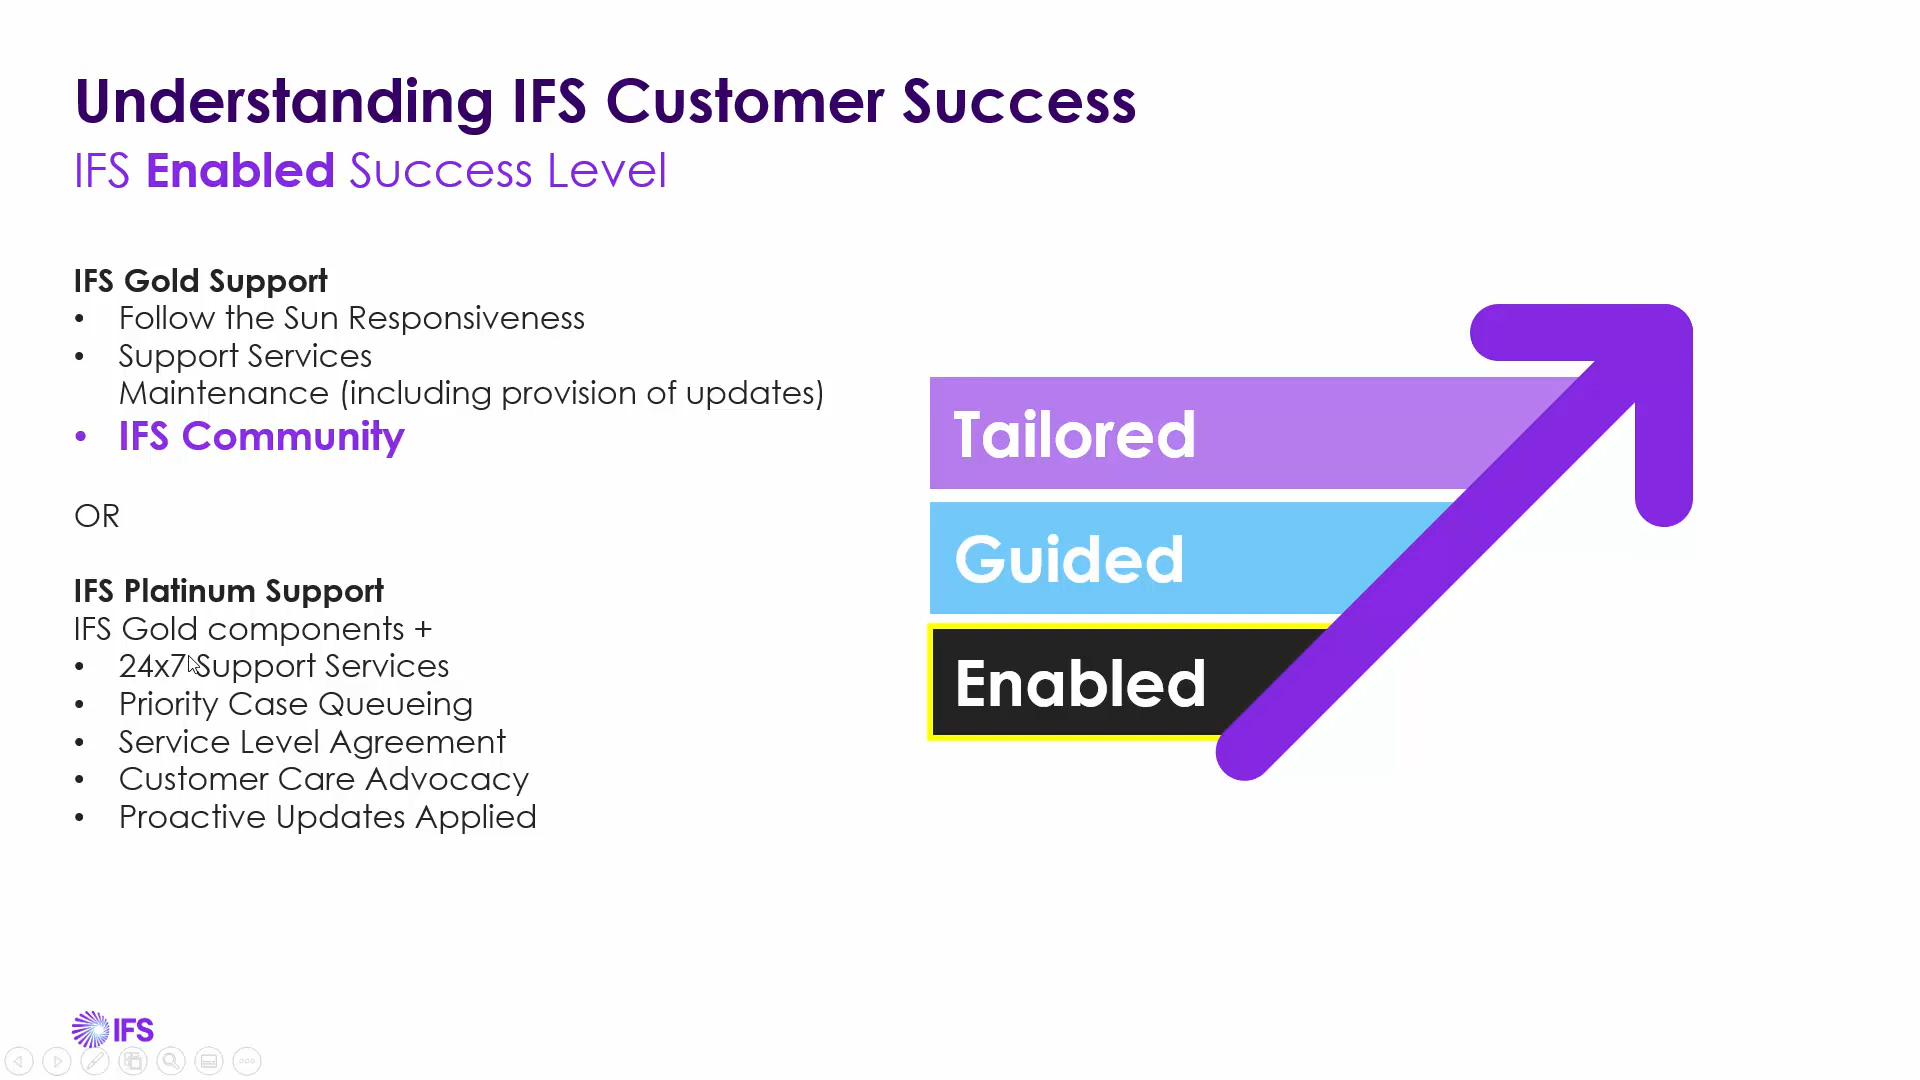 Understanding IFS Customer Success
IFS Enabled Success Level
IFS Gold Support
• Follow the Sun Responsiveness
• Support Services
Maintenance (including provision of updates)
• IFS Community
OR
IFS Platinum Support
IFS Gold components +
• 24x7 Support Services
• Priority Case Queueing
• Service Level Agreement
• Customer Care Advocacy
• Proactive Updates Applied
Tailored
Guided
Enabled
IFS